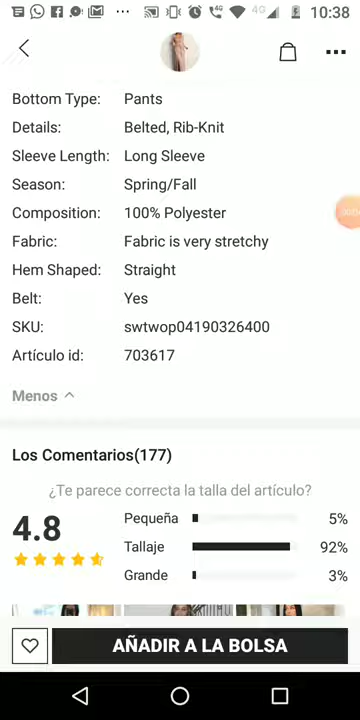 4G
4G
10:38
Bottom Type: Pants
Details: Belted, Rib-Knit
Sleeve Length: Long Sleeve
Season: Spring/Fall
Composition: 100% Polyester
Fabric: Fabric is very stretchy
Hem Shaped: Straight
Belt: Yes
SKU: swtwop04190326400
Artículo id: 703617
Menos
Los Comentarios(177)
¿Te parece correcta la talla del artículo?
4.8
Pequeña 5%
Tallaje 92%
Grande 3%
AÑADIR A LA BOLSA